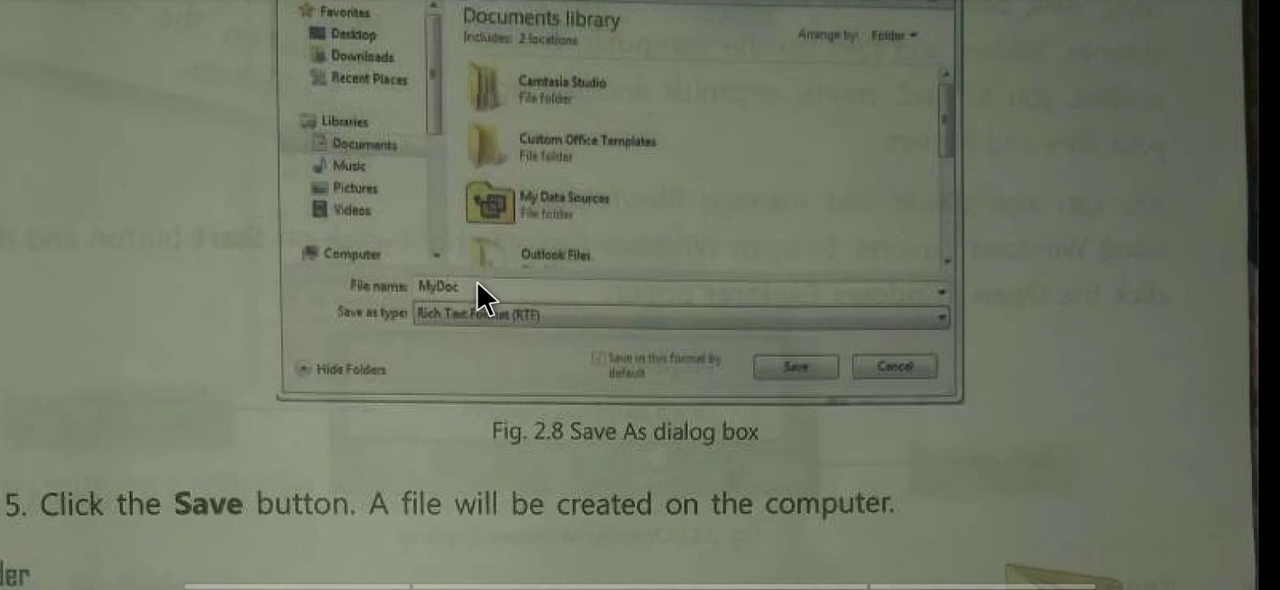 Favorites
Desktop
Downloads
Recent Places
Libraries
Documents
Music
Pictures
Videos
Computer
Documents library
Includes: 2 locations
Arrange by: Folder
Camtasia Studio
File folder
Custom Office Templates
File folder
My Data Sources
File folder
Outlook Files
File name: MyDoc
Save as type: Rich Text Format (RTF)
Hide Folders
Save in this format by
default
Save
Cancel
Fig. 2.8 Save As dialog box
5. Click the Save button. A file will be created on the computer.